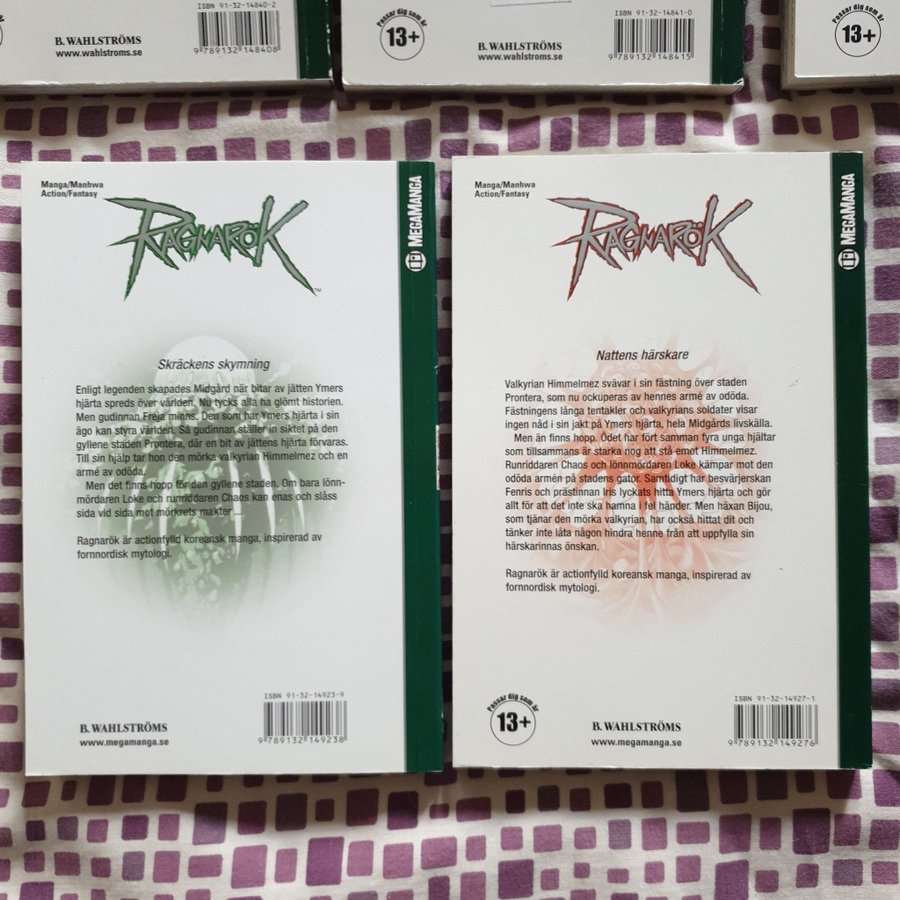 ISBN 91-32-14840-2
B. WAHLSTRÖMS
www.wahlstroms.se
9 789132 148408
Passar dig som är
13+
ISBN 91-32-14841-0
B. WAHLSTRÖMS
www.wahlstroms.se
9 789132 148415
Passar dig som är
13+
Manga/Manhwa
Action/Fantasy
RAGNARÖK
™
MEGAMANGA
Skräckens skymning
Enligt legenden skapades Midgård när bitar av jätten Ymers
hjärta spreds över världen. Nu tycks alla ha glömt historien.
Men gudinnan Freja minns. Den som har Ymers hjärta i sin
ägo kan styra världen. Så gudinnan ställer in siktet på den
gyllene staden Prontera, där en bit av jättens hjärta förvaras.
Till sin hjälp tar hon den mörka valkyrian Himmelmez och en
armé av odöda.
Men det finns hopp för den gyllene staden. Om bara lönn-
mördaren Loke och runriddaren Chaos kan enas och slåss
sida vid sida mot mörkrets makter ...
Ragnarök är actionfylld koreansk manga, inspirerad av
fornnordisk mytologi.
ISBN 91-32-14923-9
B. WAHLSTRÖMS
www.megamanga.se
9 789132 149238
Manga/Manhwa
Action/Fantasy
RAGNARÖK
MEGAMANGA
Nattens härskare
Valkyrian Himmelmez svävar i sin fästning över staden
Prontera, som nu ockuperas av hennes armé av odöda.
Fästningens långa tentakler och valkyrians soldater visar
ingen nåd i sin jakt på Ymers hjärta, hela Midgårds livskälla.
Men än finns hopp. Ödet har fört samman fyra unga hjältar
som tillsammans är starka nog att stå emot Himmelmez.
Runriddaren Chaos och lönnmördaren Loke kämpar mot den
odöda armén på stadens gator. Samtidigt har besvärjerskan
Fenris och prästinnan Iris lyckats hitta Ymers hjärta och gör
allt för att det inte ska hamna i fel händer. Men häxan Bijou,
som tjänar den mörka valkyrian, har också hittat dit och
tänker inte låta någon hindra henne från att uppfylla sin
härskarinnas önskan.
Ragnarök är actionfylld koreansk manga, inspirerad av
fornnordisk mytologi.
Passar dig som är
13+
ISBN 91-32-14927-1
B. WAHLSTRÖMS
www.megamanga.se
9 789132 149276